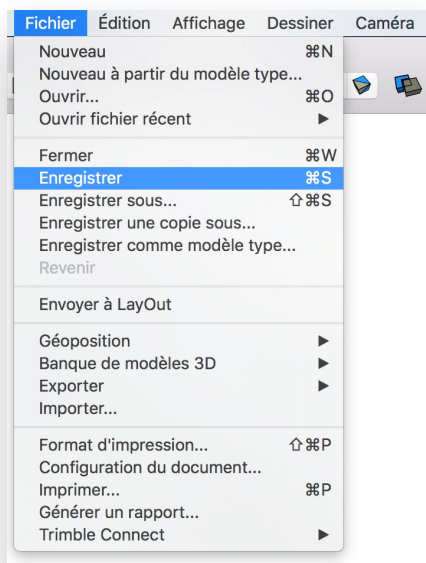 Fichier Édition Affichage Dessiner Caméra
Nouveau ⌘N
Nouveau à partir du modèle type...
Ouvrir... ⌘O
Ouvrir fichier récent ▶
Fermer ⌘W
Enregistrer ⌘S
Enregistrer sous... ⇧⌘S
Enregistrer une copie sous...
Enregistrer comme modèle type...
Revenir
Envoyer à LayOut
Géoposition ▶
Banque de modèles 3D ▶
Exporter ▶
Importer...
Format d'impression... ⇧⌘P
Configuration du document...
Imprimer... ⌘P
Générer un rapport...
Trimble Connect ▶